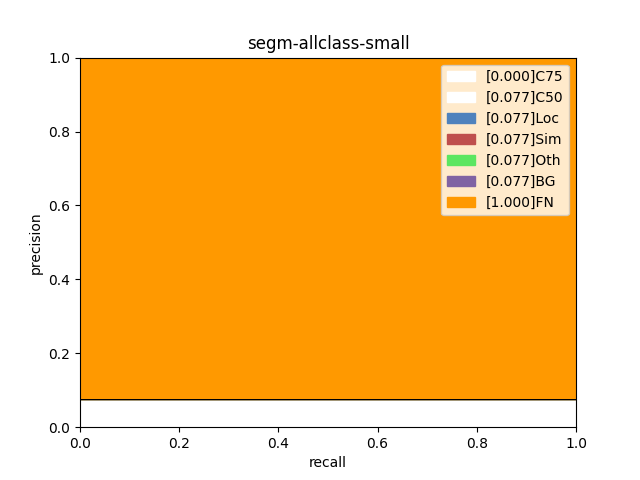 segm-allclass-small
1.0
0.8
0.6
0.4
0.2
0.0
precision
[0.000]C75
[0.077]C50
[0.077]Loc
[0.077]Sim
[0.077]Oth
[0.077]BG
[1.000]FN
0.0 0.2 0.4 0.6 0.8 1.0
recall